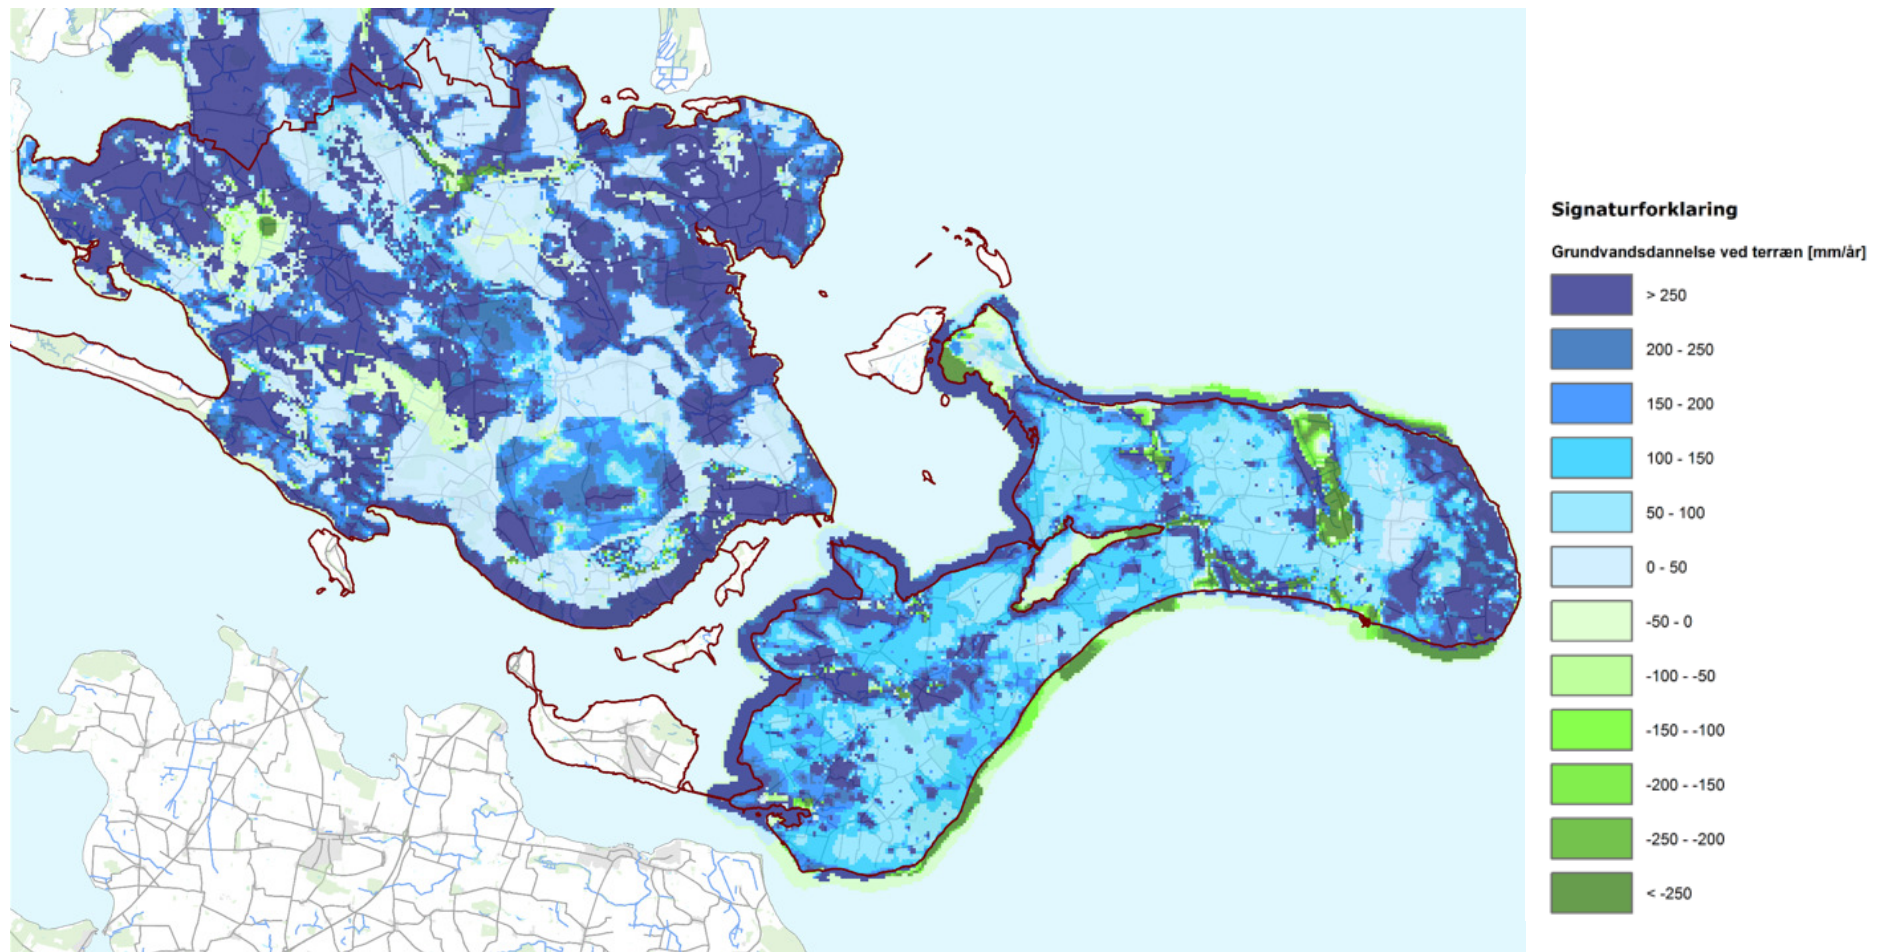 Signaturforklaring
Grundvandsdannelse ved terræn [mm/år]
> 250
200 - 250
150 - 200
100 - 150
50 - 100
0 - 50
-50 - 0
-100 - -50
-150 - -100
-200 - -150
-250 - -200
< -250